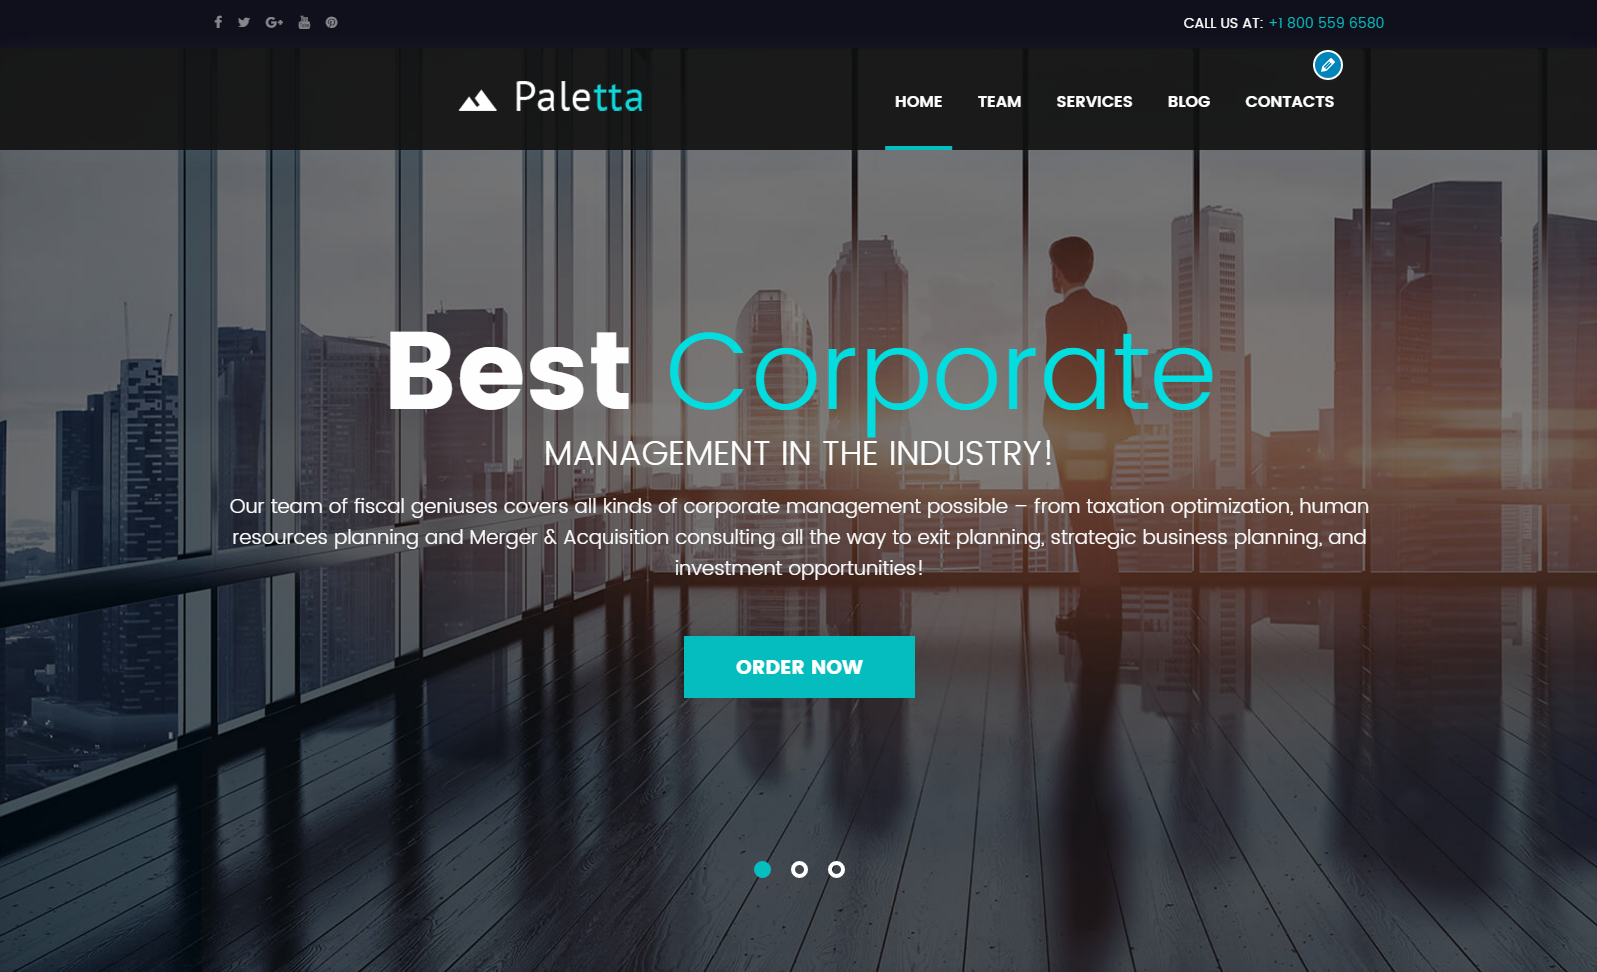 CALL US AT: +1 800 559 6580
Paletta
HOME TEAM SERVICES BLOG CONTACTS
Best Corporate
MANAGEMENT IN THE INDUSTRY!
Our team of fiscal geniuses covers all kinds of corporate management possible – from taxation optimization, human
resources planning and Merger & Acquisition consulting all the way to exit planning, strategic business planning, and
investment opportunities!
ORDER NOW